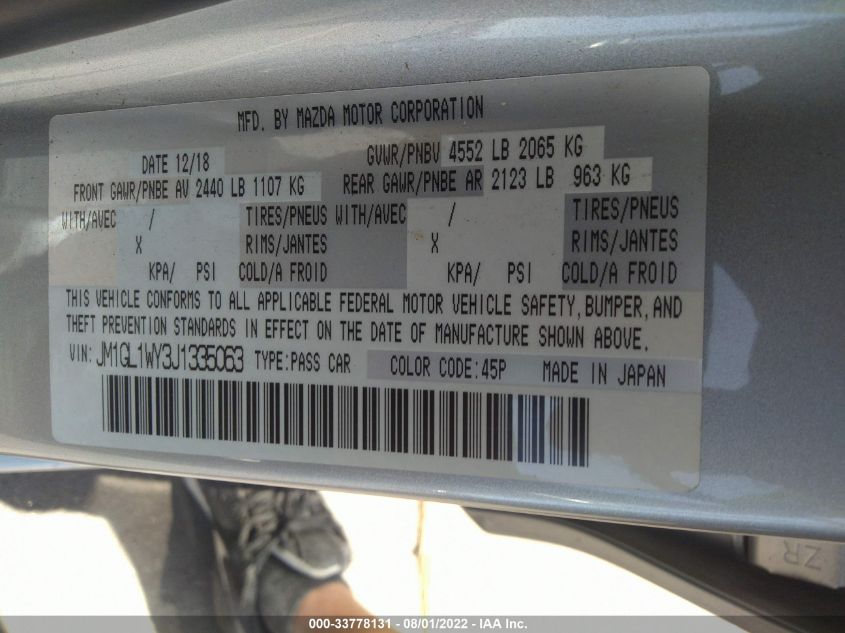 MFD. BY MAZDA MOTOR CORPORATION
DATE 12/18 GVWR/PNBV 4552 LB 2065 KG
FRONT GAWR/PNBE AV 2440 LB 1107 KG REAR GAWR/PNBE AR 2123 LB 963 KG
WITH/AVEC / TIRES/PNEUS WITH/AVEC / TIRES/PNEUS
X RIMS/JANTES X RIMS/JANTES
KPA/ PSI COLD/A FROID KPA/ PSI COLD/A FROID
THIS VEHICLE CONFORMS TO ALL APPLICABLE FEDERAL MOTOR VEHICLE SAFETY, BUMPER, AND
THEFT PREVENTION STANDARDS IN EFFECT ON THE DATE OF MANUFACTURE SHOWN ABOVE.
VIN: JM1GL1WY3J1335063 TYPE: PASS CAR COLOR CODE: 45P MADE IN JAPAN
ZR
000-33778131 - 08/01/2022 - IAA Inc.